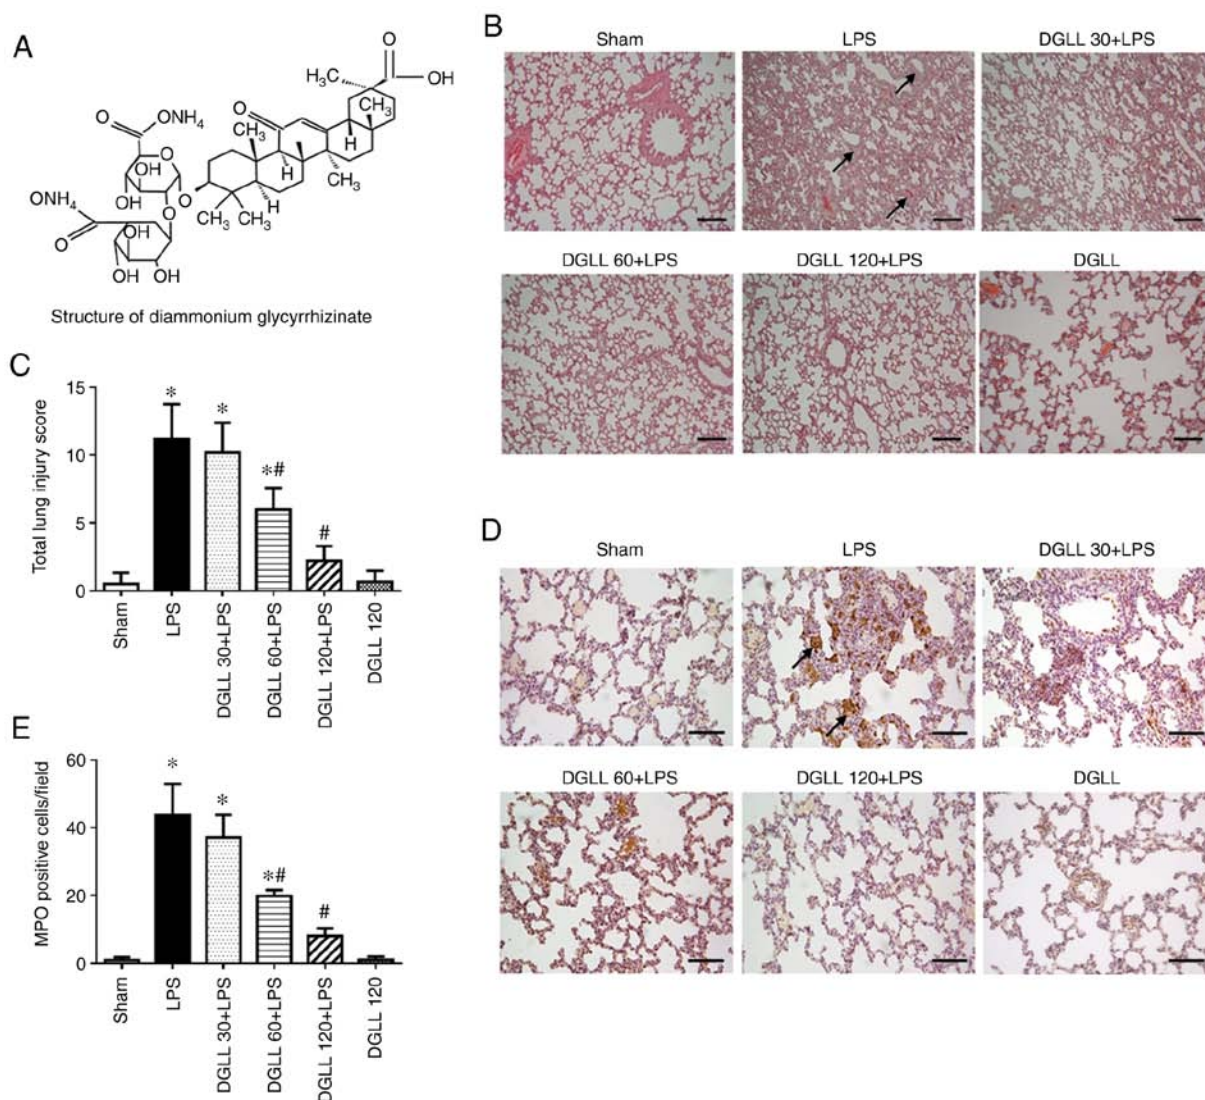 A
O
OH
H₃C
CH₃
O
ONH₄
O
CH₃
H
H
CH₃
H
CH₃
H₃C
O
OH
OH
OH
O
O
ONH₄
O
OH
OH
OH
Structure of diammonium glycyrrhizinate
B
Sham
LPS
DGLL 30+LPS
DGLL 60+LPS
DGLL 120+LPS
DGLL
C
Total lung injury score
15
10
5
0
*
*
*#
#
Sham
LPS
DGLL 30+LPS
DGLL 60+LPS
DGLL 120+LPS
DGLL 120
D
Sham
LPS
DGLL 30+LPS
DGLL 60+LPS
DGLL 120+LPS
DGLL
E
MPO positive cells/field
60
40
20
0
*
*
*#
#
Sham
LPS
DGLL 30+LPS
DGLL 60+LPS
DGLL 120+LPS
DGLL 120